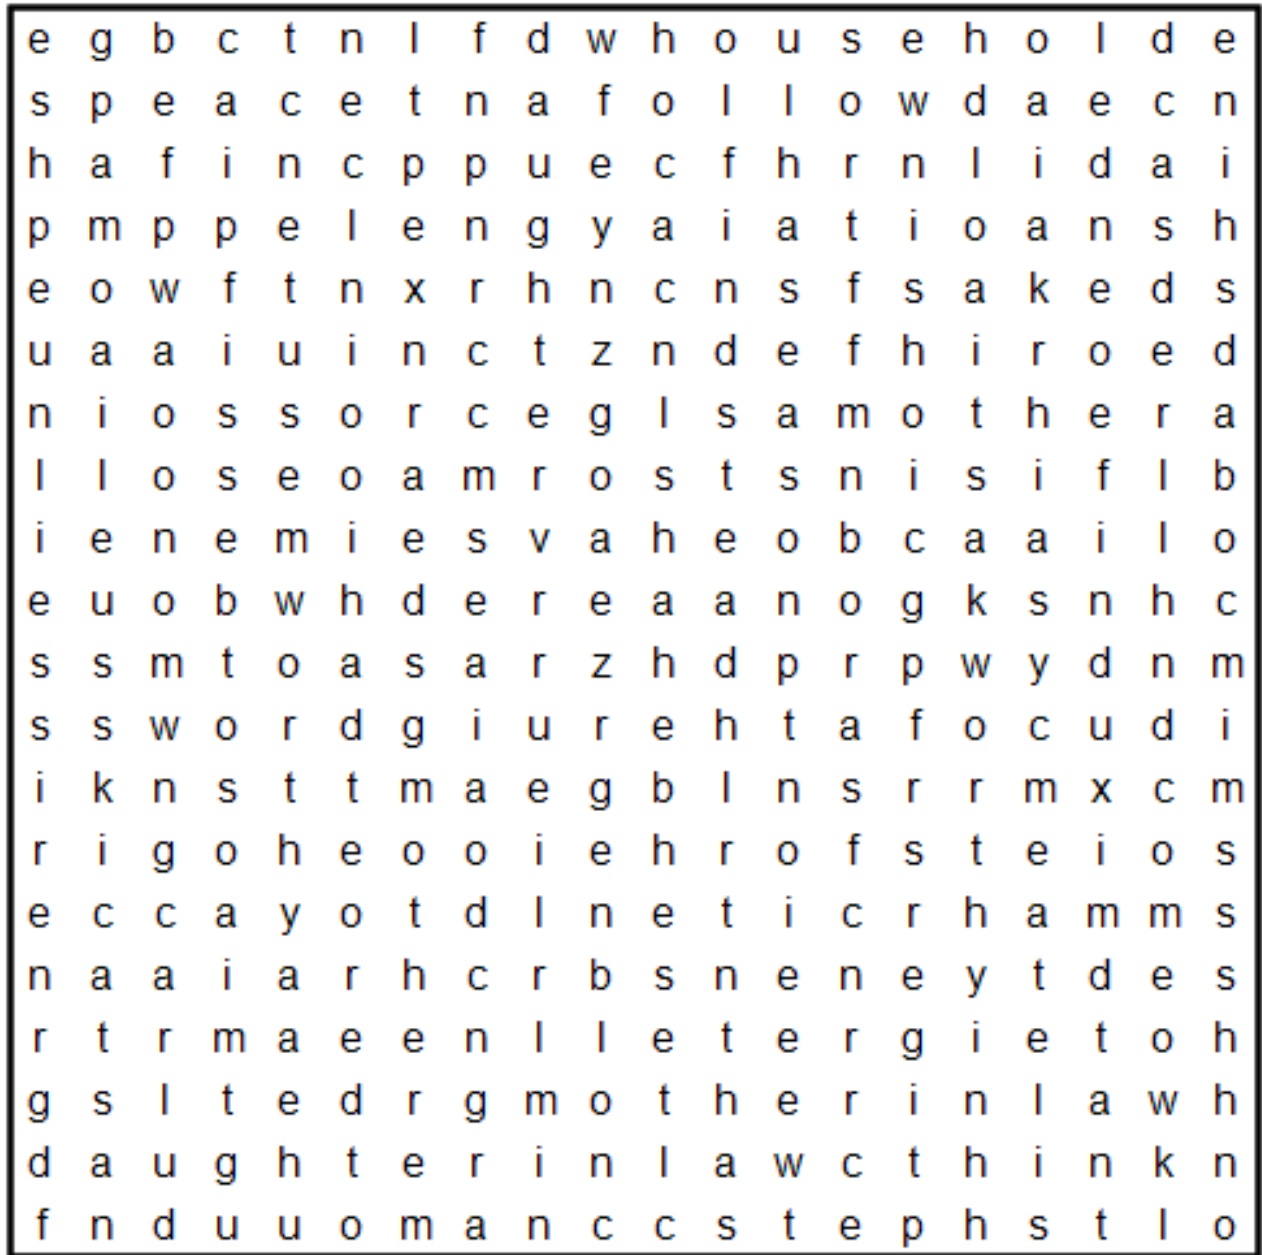 e g b c t n l f d w h o u s e h o l d e
s p e a c e t n a f o l l o w d a e c n
h a f i n c p p u e c f h r n l i d a i
p m p p e l e n g y a i a t i o a n s h
e o w f t n x r h n c n s f s a k e d s
u a a i u i n c t z n d e f h i r o e d
n i o s s o r c e g l s a m o t h e r a
l l o s e o a m r o s t s n i s i f l b
i e n e m i e s v a h e o b c a a i l o
e u o b w h d e r e a a n o g k s n h c
s s m t o a s a r z h d p r p w y d n m
s s w o r d g i u r e h t a f o c u d i
i k n s t t m a e g b l n s r r m x c m
r i g o h e o o i e h r o f s t e i o s
e c c a y o t d l n e t i c r h a m m s
n a a i a r h c r b s n e n e y t d e s
r t r m a e e n l l e t e r g i e t o h
g s l t e d r g m o t h e r i n l a w h
d a u g h t e r i n l a w c t h i n k n
f n d u u o m a n c c s t e p h s t l o